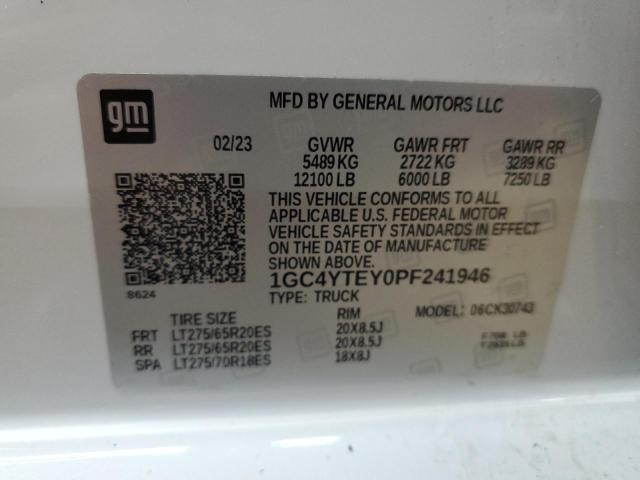 gm
MFD BY GENERAL MOTORS LLC
02/23 GVWR GAWR FRT GAWR RR
5489 KG 2722 KG 3289 KG
12100 LB 6000 LB 7250 LB
THIS VEHICLE CONFORMS TO ALL
APPLICABLE U.S. FEDERAL MOTOR
VEHICLE SAFETY STANDARDS IN EFFECT
ON THE DATE OF MANUFACTURE
SHOWN ABOVE.
8624
1GC4YTEY0PF241946
TYPE: TRUCK MODEL: 06CK30743
TIRE SIZE RIM
FRT LT275/65R20ES 20X8.5J
RR LT275/65R20ES 20X8.5J
SPA LT275/70R18ES 18X8J